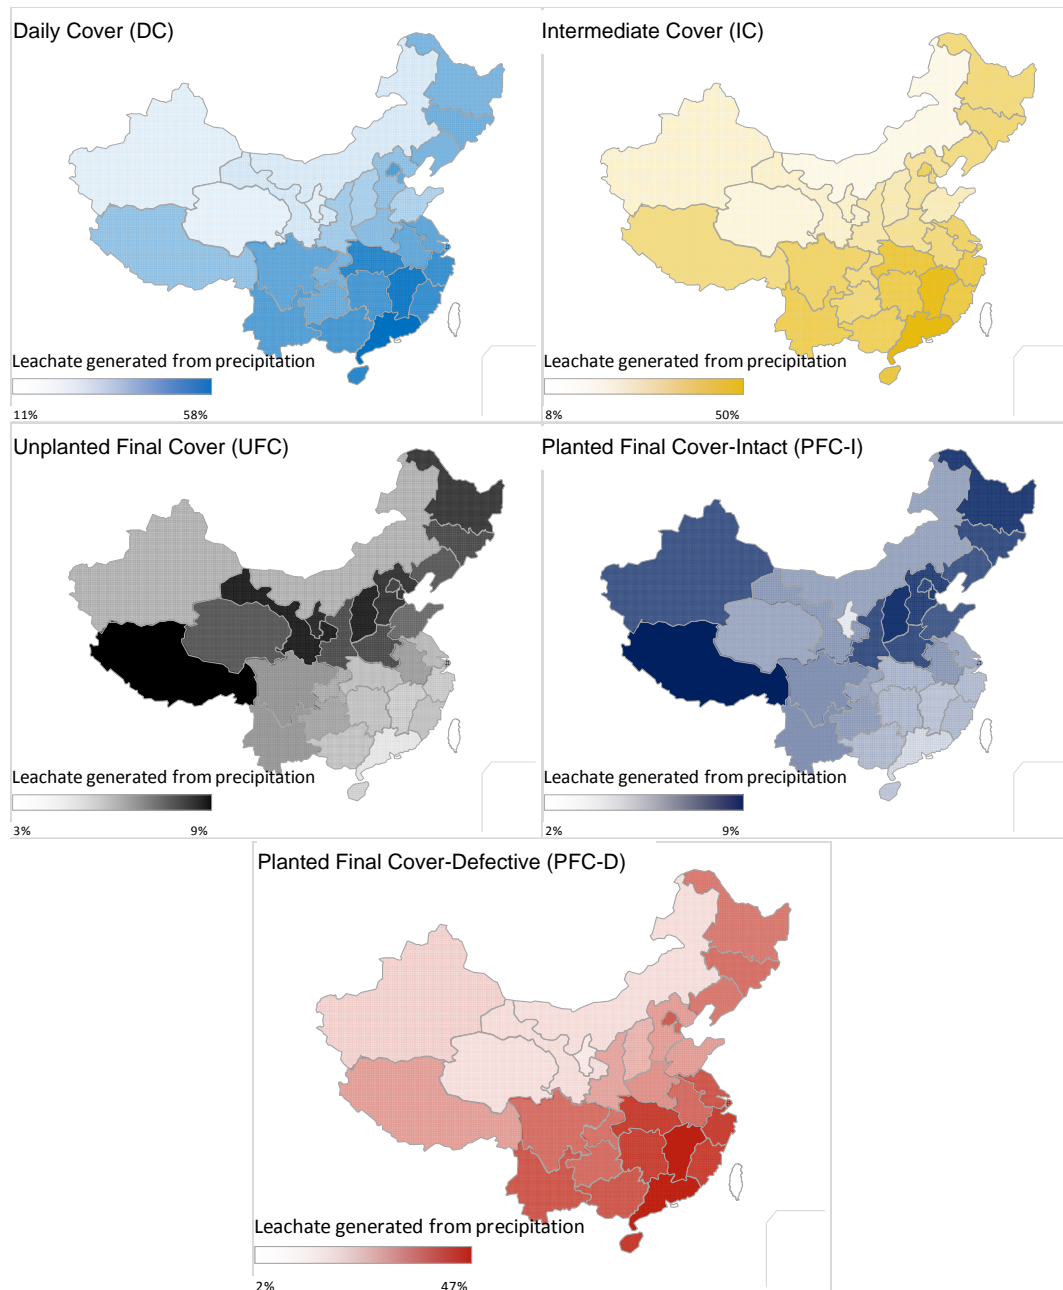 Daily Cover (DC)
Leachate generated from precipitation
11%
58%
Intermediate Cover (IC)
Leachate generated from precipitation
8%
50%
Unplanted Final Cover (UFC)
Leachate generated from precipitation
3%
9%
Planted Final Cover-Intact (PFC-I)
Leachate generated from precipitation
2%
9%
Planted Final Cover-Defective (PFC-D)
Leachate generated from precipitation
2%
47%